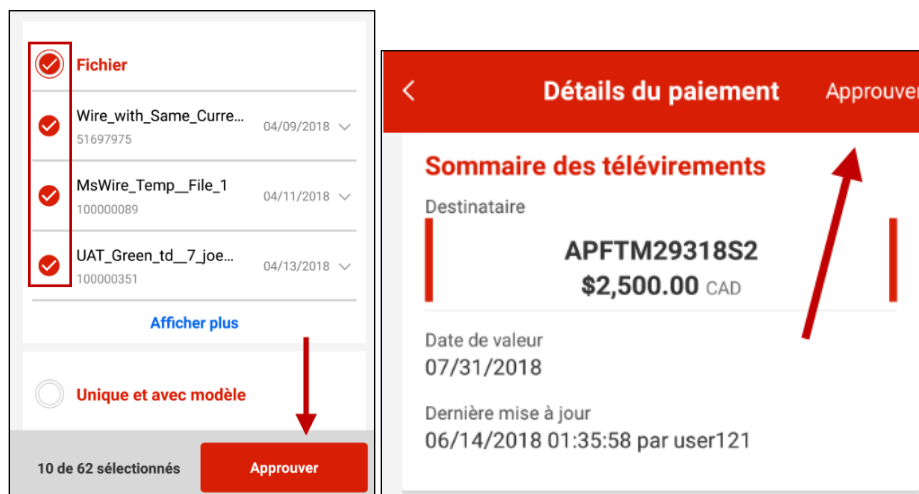 Fichier
Wire_with_Same_Curre...
51697975
04/09/2018
MsWire_Temp__File_1
100000089
04/11/2018
UAT_Green_td__7_joe...
100000351
04/13/2018
Afficher plus
Unique et avec modèle
10 de 62 sélectionnés
Approuver
Détails du paiement
Approuver
Sommaire des télévirements
Destinataire
APFTM29318S2
$2,500.00 CAD
Date de valeur
07/31/2018
Dernière mise à jour
06/14/2018 01:35:58 par user121